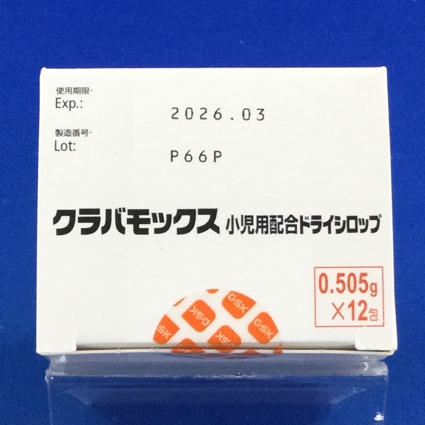 使用期限・
Exp.:
2026.03
製造番号・
Lot:
P66P
クラバモックス 小児用配合ドライシロップ
0.505g
×12包
GSK
GSK
GSK
GSK